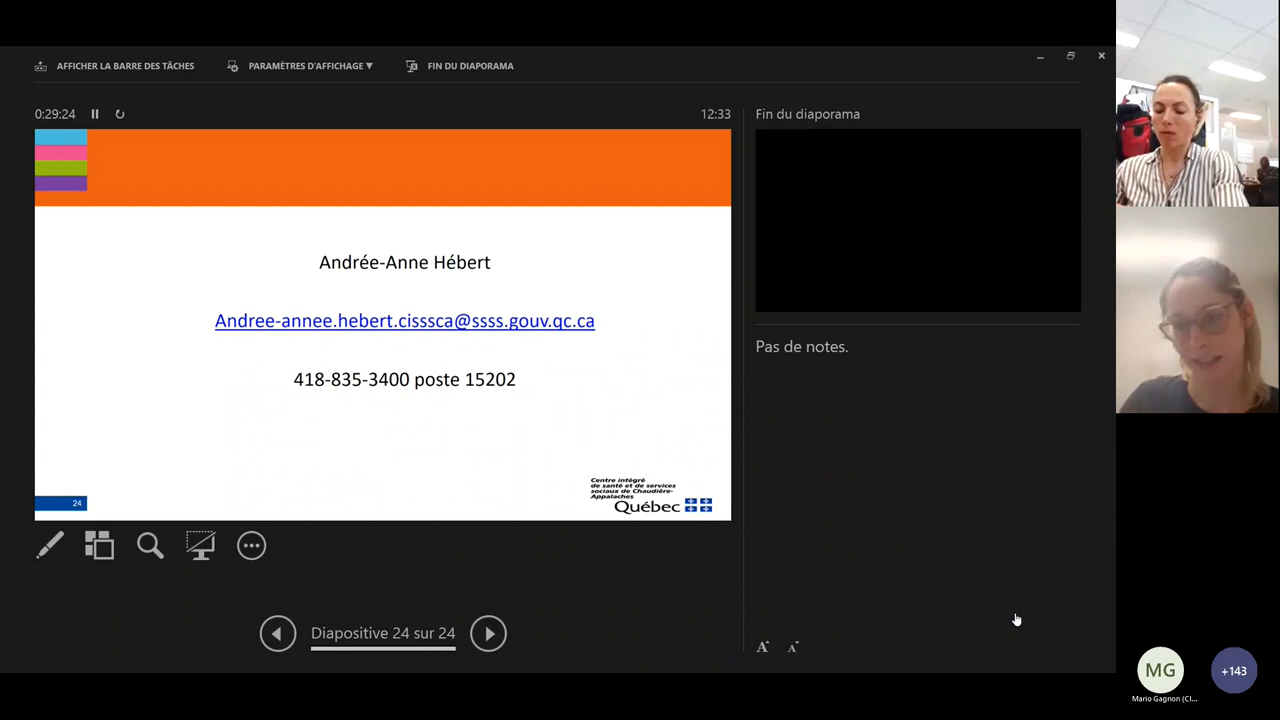 AFFICHER LA BARRE DES TÂCHES
PARAMÈTRES D'AFFICHAGE ▼
FIN DU DIAPORAMA
0:29:24
12:33
Andrée-Anne Hébert
Andree-annee.hebert.cisssca@ssss.gouv.qc.ca
418-835-3400 poste 15202
24
Centre intégré
de santé et de services
sociaux de Chaudière-
Appalaches
Québec
Diapositive 24 sur 24
Fin du diaporama
Pas de notes.
A
A
MG
Mario Gagnon (CI...
+143